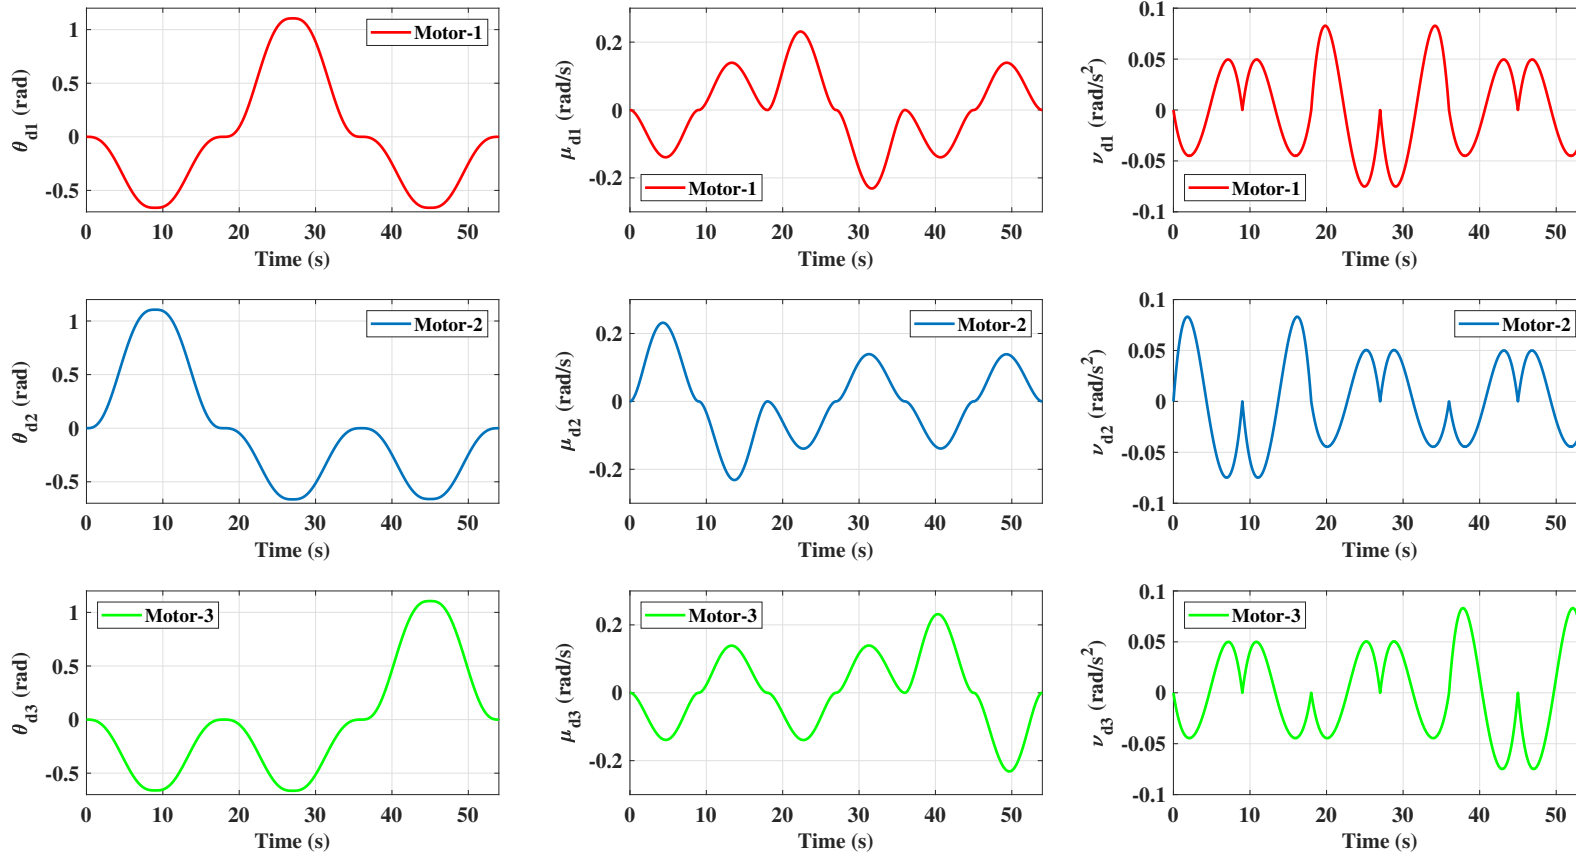 θd1 (rad)
1
0.5
0
-0.5
Motor-1
0 10 20 30 40 50
Time (s)
μd1 (rad/s)
0.2
0
-0.2
Motor-1
0 10 20 30 40 50
Time (s)
νd1 (rad/s²)
0.1
0.05
0
-0.05
-0.1
Motor-1
0 10 20 30 40 50
Time (s)
θd2 (rad)
1
0.5
0
-0.5
Motor-2
0 10 20 30 40 50
Time (s)
μd2 (rad/s)
0.2
0
-0.2
Motor-2
0 10 20 30 40 50
Time (s)
νd2 (rad/s²)
0.1
0.05
0
-0.05
-0.1
Motor-2
0 10 20 30 40 50
Time (s)
θd3 (rad)
1
0.5
0
-0.5
Motor-3
0 10 20 30 40 50
Time (s)
μd3 (rad/s)
0.2
0
-0.2
Motor-3
0 10 20 30 40 50
Time (s)
νd3 (rad/s²)
0.1
0.05
0
-0.05
-0.1
Motor-3
0 10 20 30 40 50
Time (s)